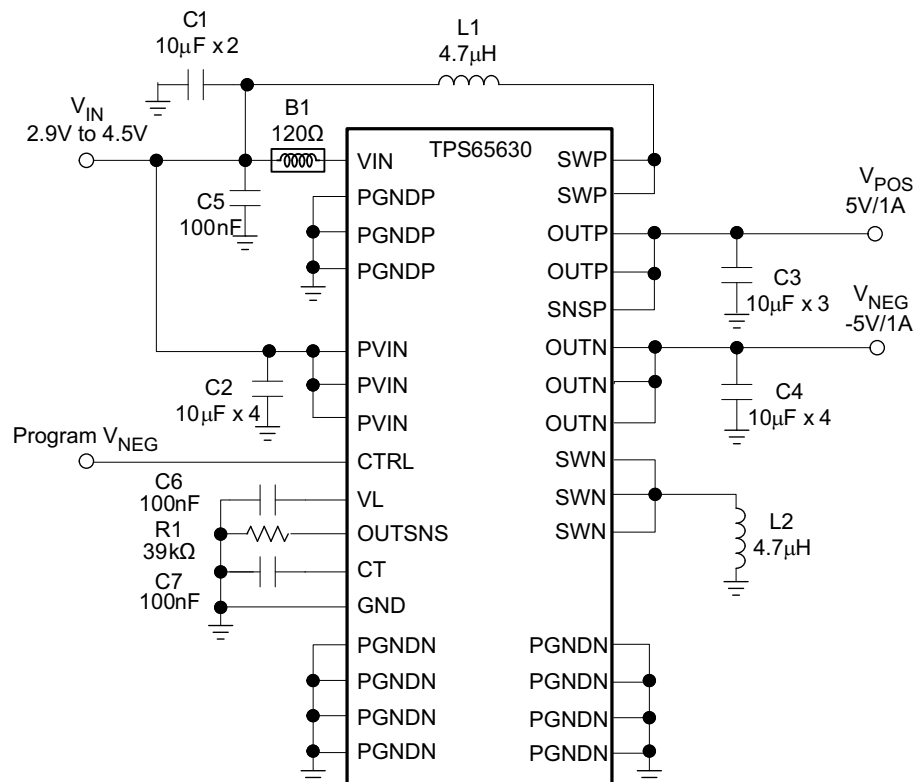 C1
10μF x 2
L1
4.7μH
V_IN
2.9V to 4.5V
B1
120Ω
C5
100nF
TPS65630
VIN
PGNDP
PGNDP
PGNDP
PVIN
PVIN
PVIN
C2
10μF x 4
Program V_NEG
CTRL
C6
100nF
VL
R1
39kΩ
OUTSNS
C7
100nF
CT
GND
PGNDN
PGNDN
PGNDN
PGNDN
SWP
SWP
OUTP
OUTP
SNSP
OUTN
OUTN
OUTN
SWN
SWN
SWN
PGNDN
PGNDN
PGNDN
PGNDN
V_POS
5V/1A
C3
10μF x 3
V_NEG
-5V/1A
C4
10μF x 4
L2
4.7μH